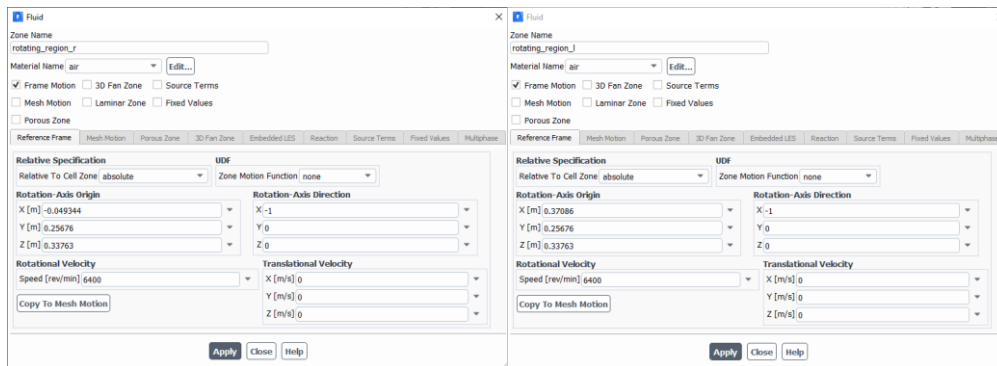 Fluid
Zone Name
rotating_region_r
Material Name air Edit...
Frame Motion 3D Fan Zone Source Terms
Mesh Motion Laminar Zone Fixed Values
Porous Zone
Reference Frame Mesh Motion Porous Zone 3D Fan Zone Embedded LES Reaction Source Terms Fixed Values Multiphase
Relative Specification UDF
Relative To Cell Zone absolute Zone Motion Function none
Rotation-Axis Origin Rotation-Axis Direction
X [m] -0.049344 X -1
Y [m] 0.25676 Y 0
Z [m] 0.33763 Z 0
Rotational Velocity Translational Velocity
Speed [rev/min] 6400 X [m/s] 0
Copy To Mesh Motion Y [m/s] 0
Z [m/s] 0
Apply Close Help
Fluid
Zone Name
rotating_region_l
Material Name air Edit...
Frame Motion 3D Fan Zone Source Terms
Mesh Motion Laminar Zone Fixed Values
Porous Zone
Reference Frame Mesh Motion Porous Zone 3D Fan Zone Embedded LES Reaction Source Terms Fixed Values Multiphase
Relative Specification UDF
Relative To Cell Zone absolute Zone Motion Function none
Rotation-Axis Origin Rotation-Axis Direction
X [m] 0.37086 X -1
Y [m] 0.25676 Y 0
Z [m] 0.33763 Z 0
Rotational Velocity Translational Velocity
Speed [rev/min] 6400 X [m/s] 0
Copy To Mesh Motion Y [m/s] 0
Z [m/s] 0
Apply Close Help